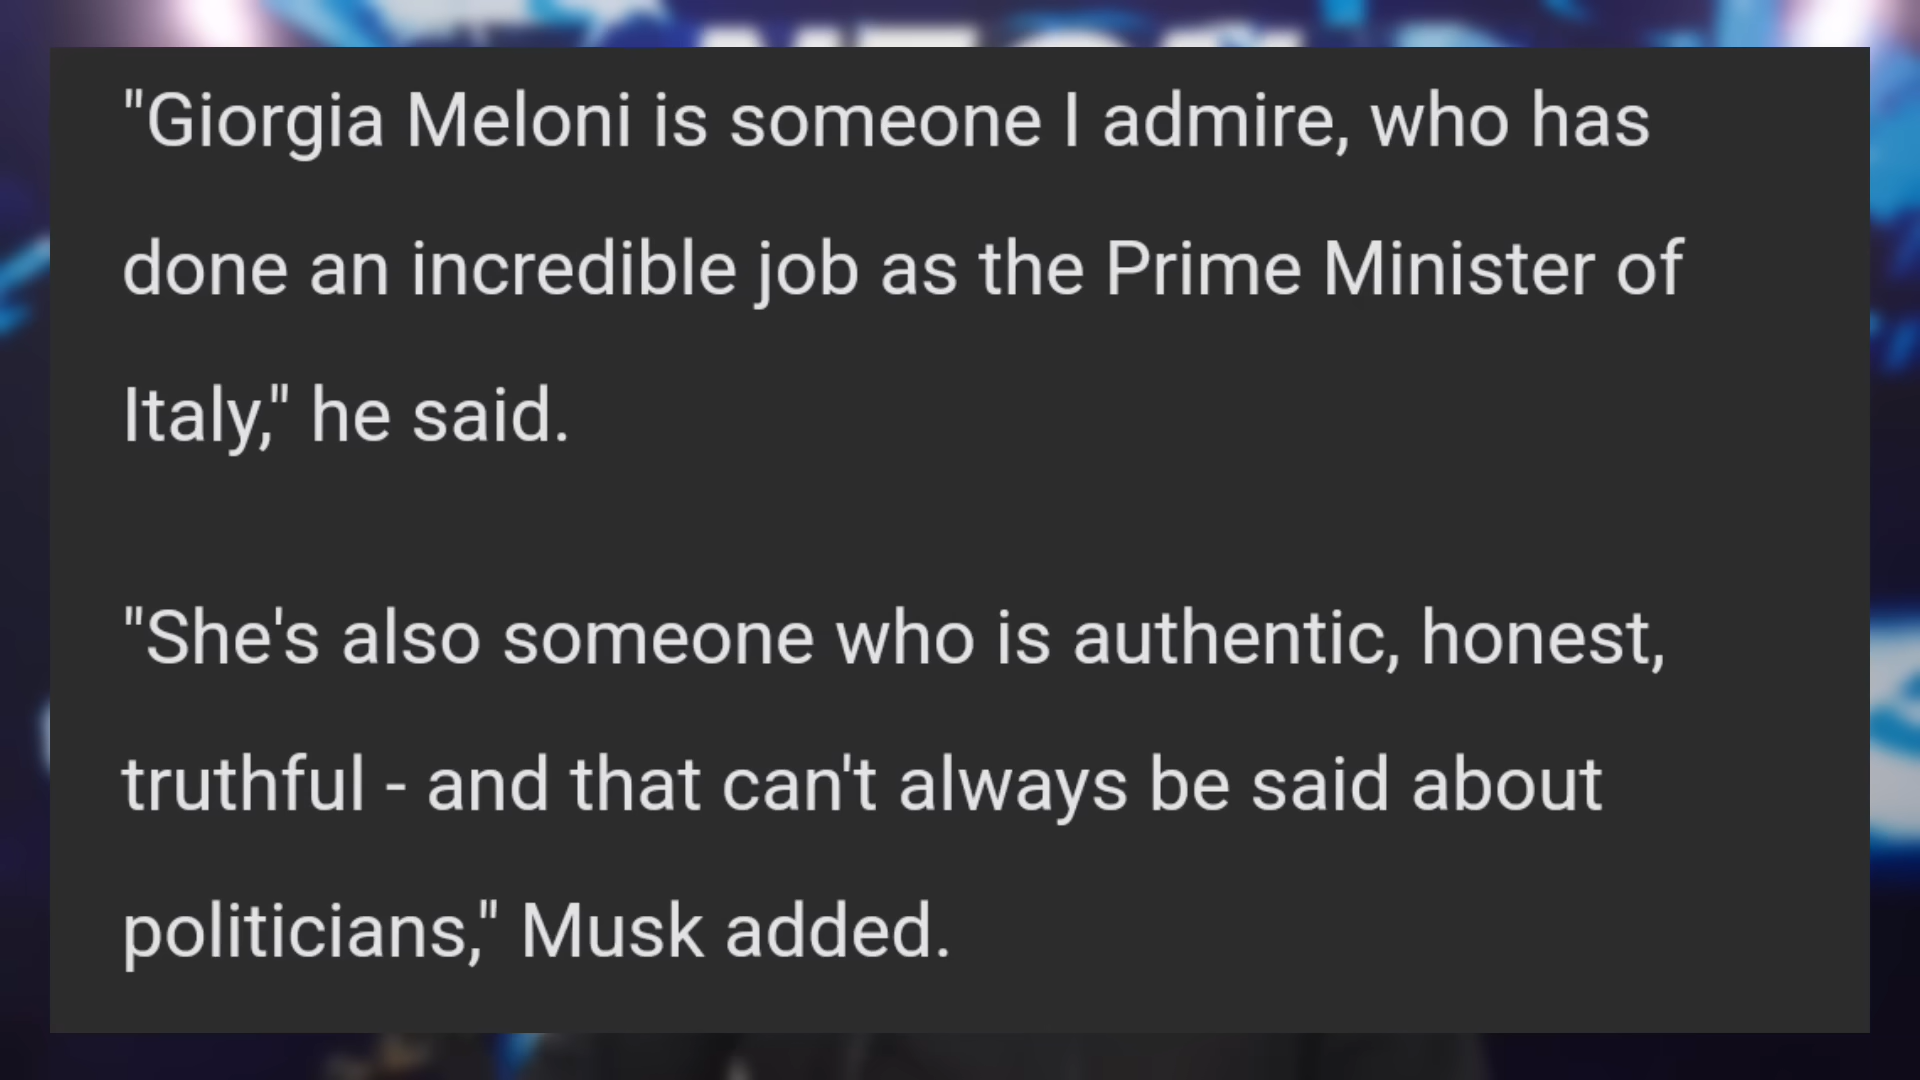 "Giorgia Meloni is someone I admire, who has
done an incredible job as the Prime Minister of
Italy," he said.
"She's also someone who is authentic, honest,
truthful - and that can't always be said about
politicians," Musk added.